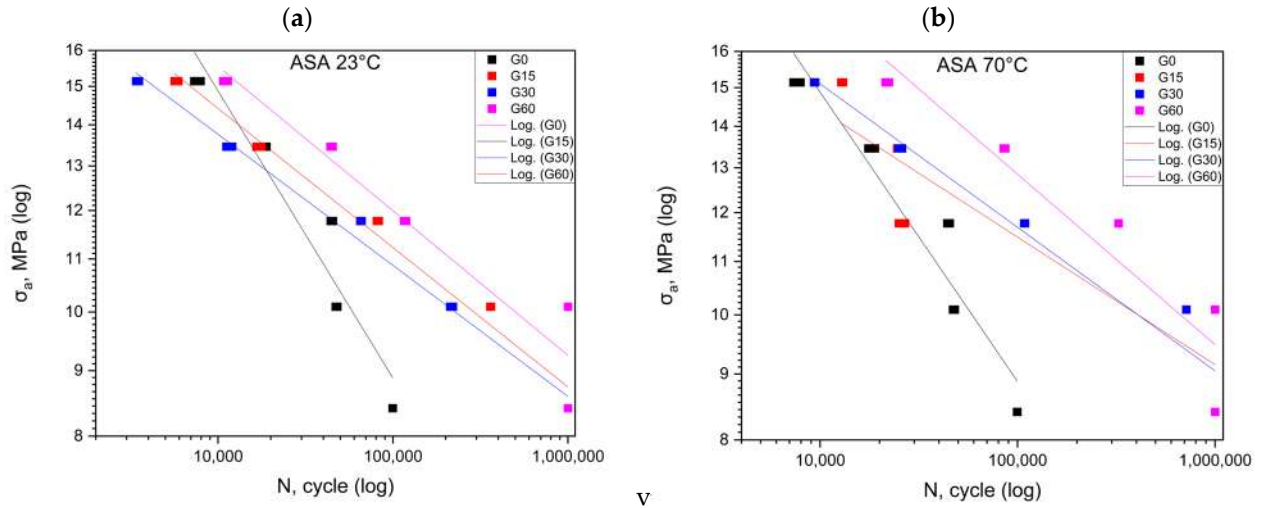 (a)
ASA 23°C
G0
G15
G30
G60
Log. (G0)
Log. (G15)
Log. (G30)
Log. (G60)
16
15
14
13
12
11
10
9
8
σa, MPa (log)
10,000
100,000
1,000,000
N, cycle (log)
v
(b)
ASA 70°C
G0
G15
G30
G60
Log. (G0)
Log. (G15)
Log. (G30)
Log. (G60)
16
15
14
13
12
11
10
9
8
σa, MPa (log)
10,000
100,000
1,000,000
N, cycle (log)